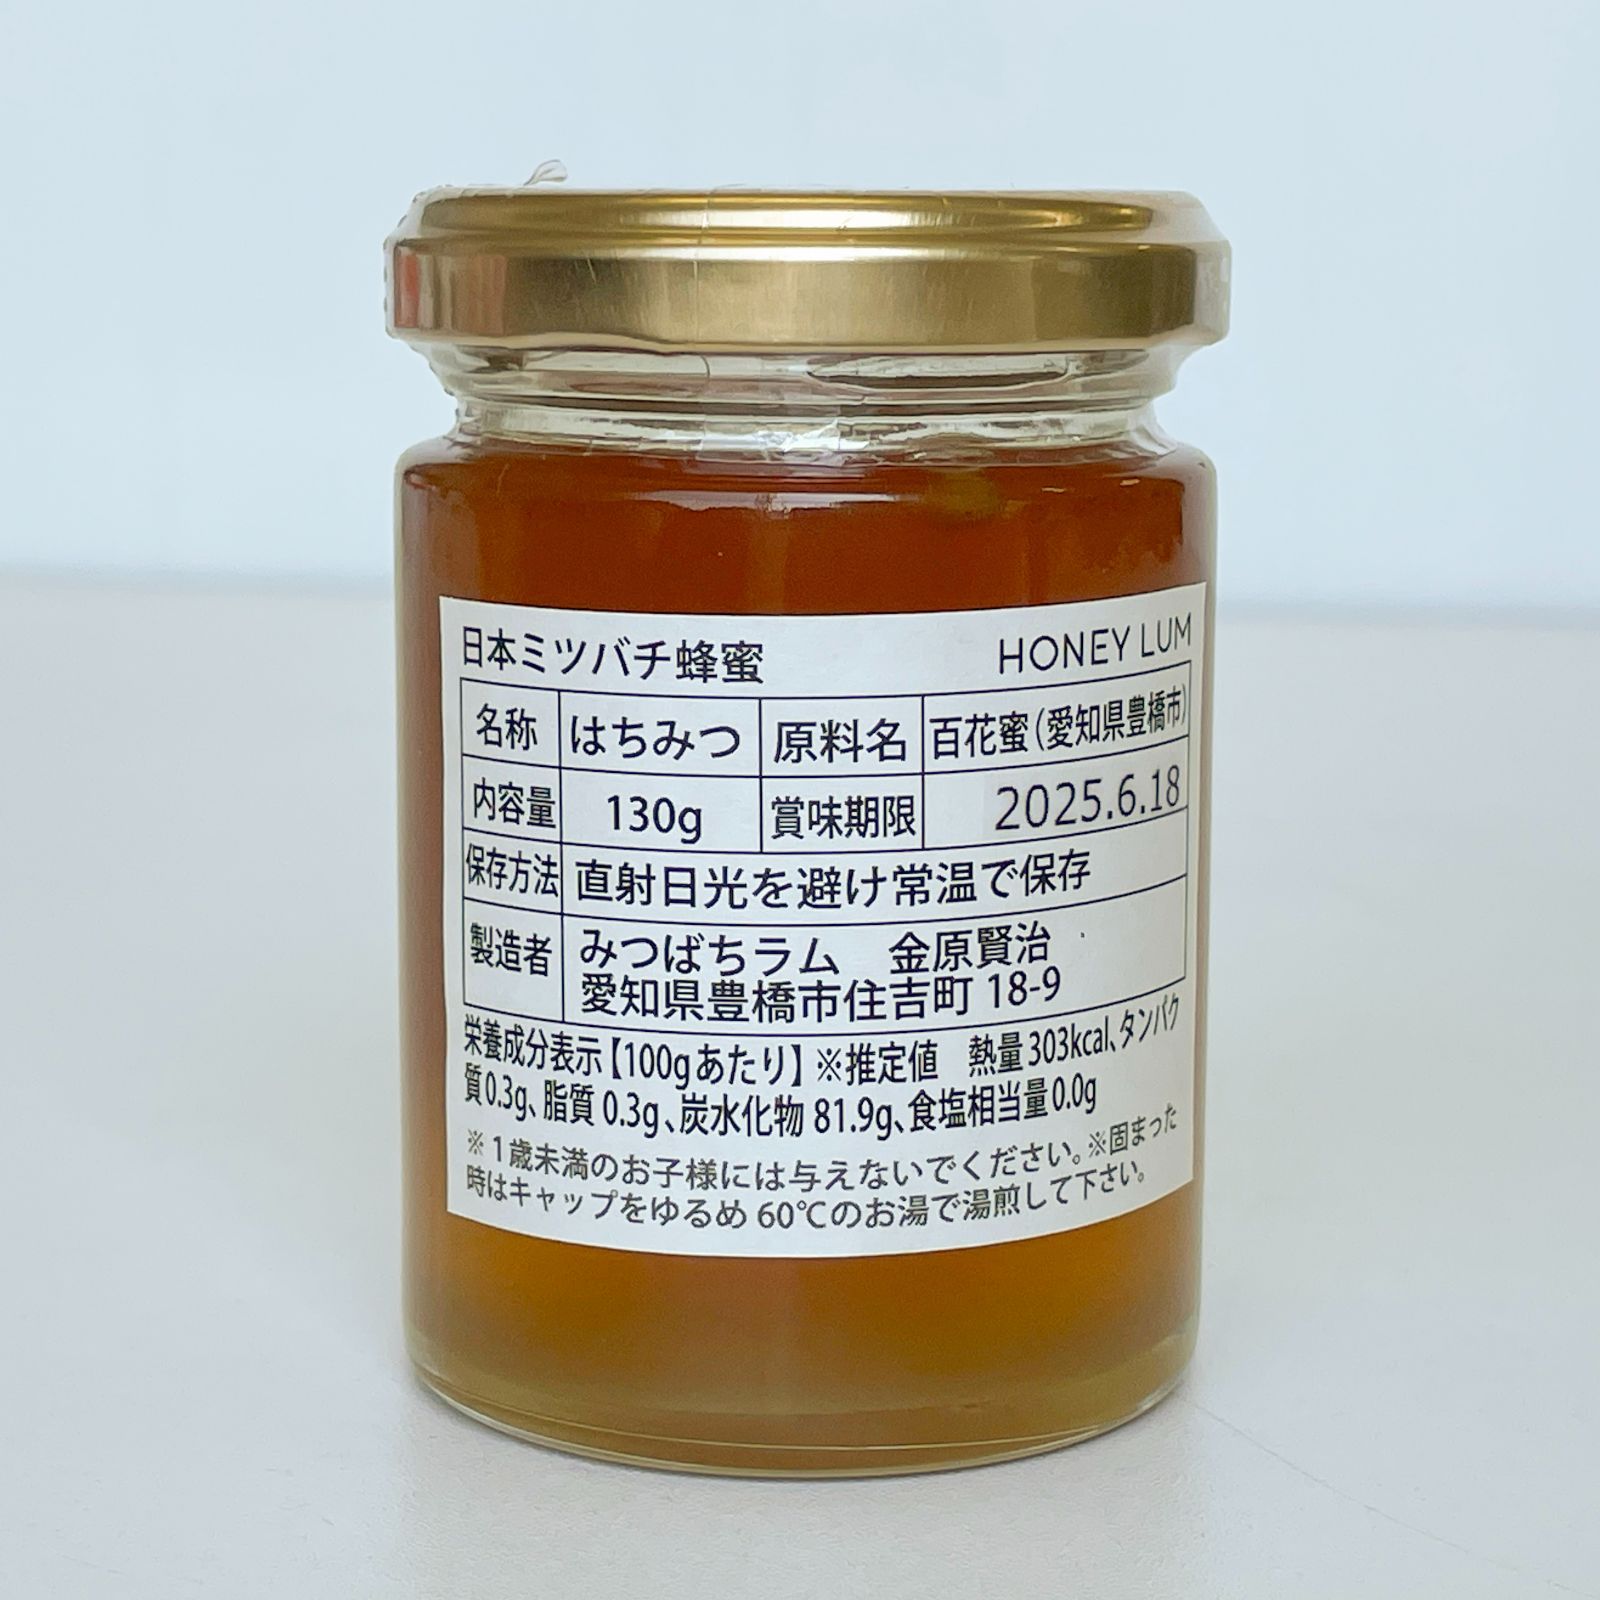 日本ミツバチ蜂蜜 HONEY LUM
名称 はちみつ 原料名 百花蜜(愛知県豊橋市)
内容量 130g 賞味期限 2025.6.18
保存方法 直射日光を避け常温で保存
製造者 みつばちラム 金原賢治
愛知県豊橋市住吉町 18-9
栄養成分表示【100gあたり】※推定値 熱量303kcal、タンパク
質0.3g、脂質 0.3g、炭水化物 81.9g、食塩相当量0.0g
※1歳未満のお子様には与えないでください。※固まった
時はキャップをゆるめ 60℃のお湯で湯煎して下さい。